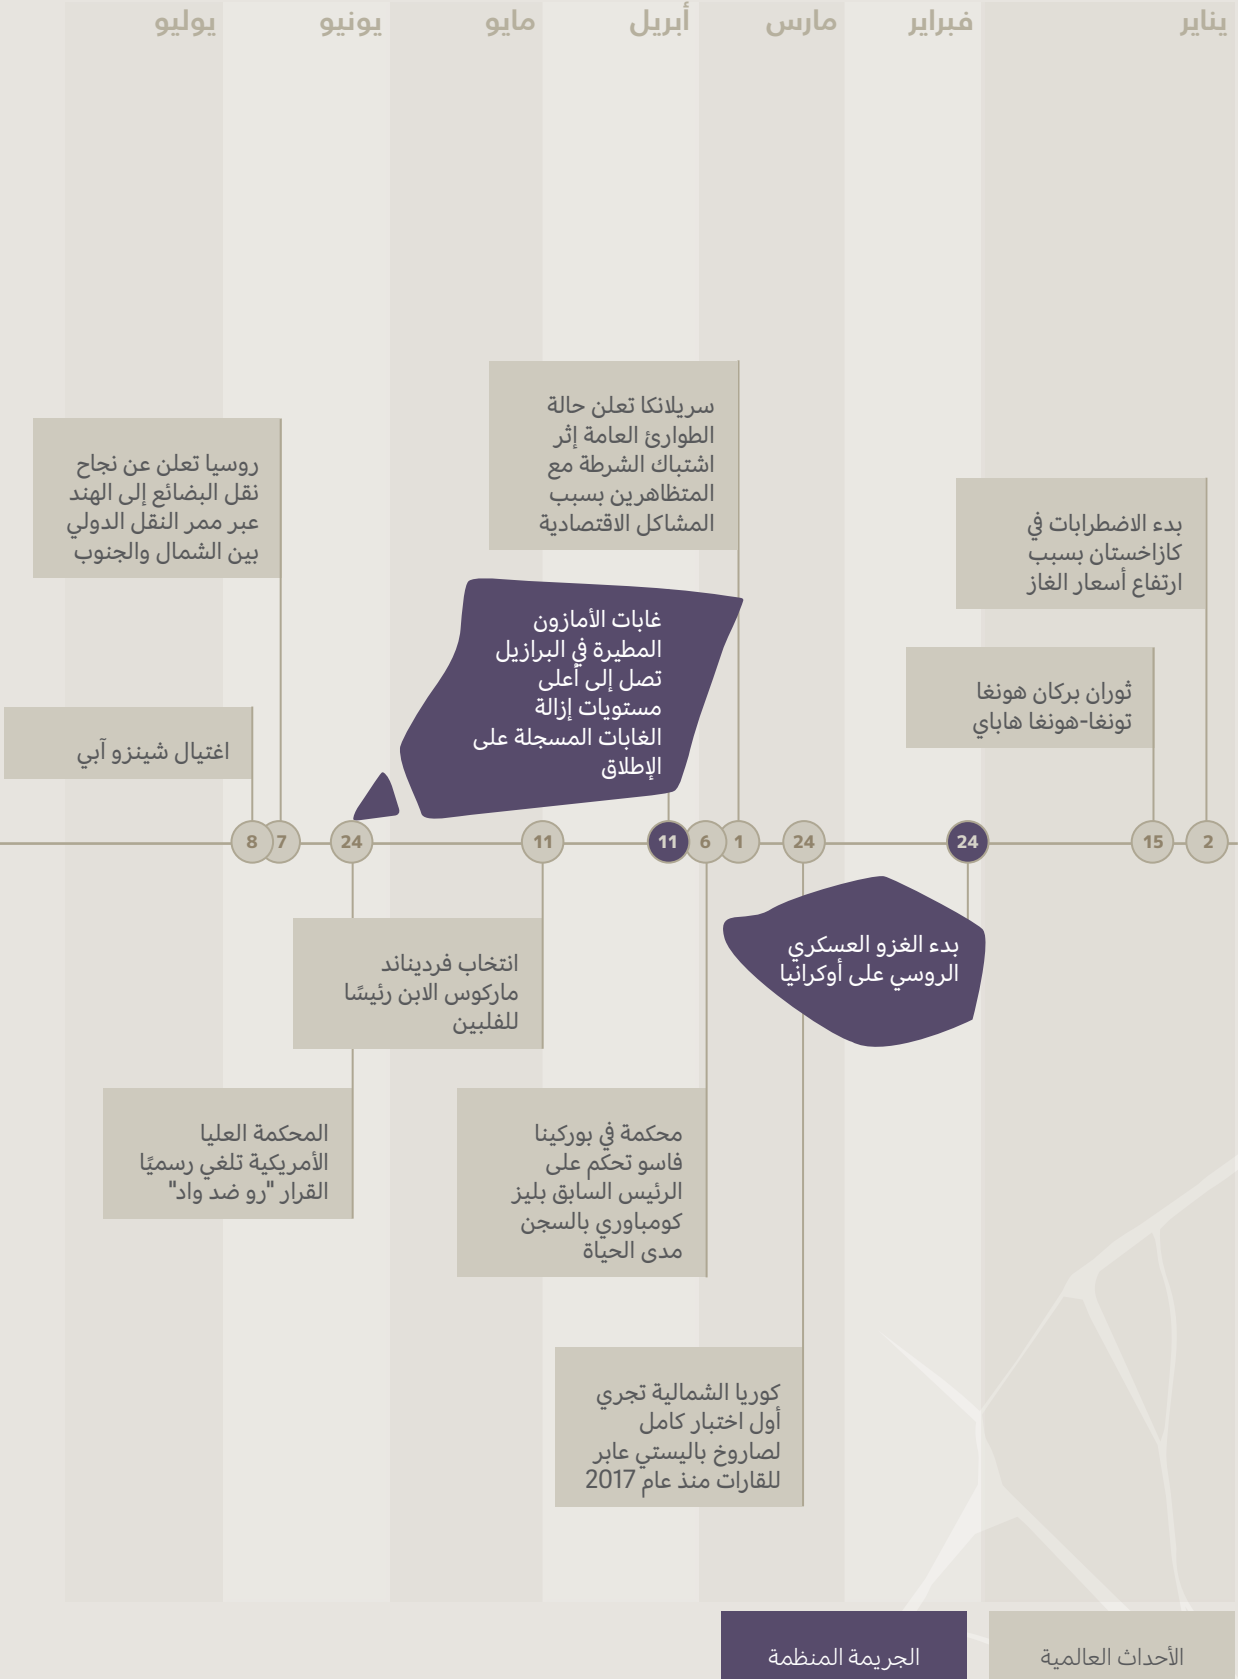 يناير
فبراير
مارس
أبريل
مايو
يونيو
يوليو
سريلانكا تعلن حالة
الطوارئ العامة إثر
اشتباك الشرطة مع
المتظاهرين بسبب
المشاكل الاقتصادية
روسيا تعلن عن نجاح
نقل البضائع إلى الهند
عبر ممر النقل الدولي
بين الشمال والجنوب
بدء الاضطرابات في
كازاخستان بسبب
ارتفاع أسعار الغاز
غابات الأمازون
المطيرة في البرازيل
تصل إلى أعلى
مستويات إزالة
الغابات المسجلة على
الإطلاق
ثوران بركان هونغا
تونغا-هونغا هاباي
اغتيال شينزو آبي
2
15
24
24
1
6
11
11
24
7
8
بدء الغزو العسكري
الروسي على أوكرانيا
انتخاب فرديناند
ماركوس الابن رئيسًا
للفلبين
محكمة في بوركينا
فاسو تحكم على
الرئيس السابق بليز
كومباوري بالسجن
مدى الحياة
المحكمة العليا
الأمريكية تلغي رسميًا
القرار "رو ضد واد"
كوريا الشمالية تجري
أول اختبار كامل
لصاروخ باليستي عابر
للقارات منذ عام 2017
الأحداث العالمية
الجريمة المنظمة